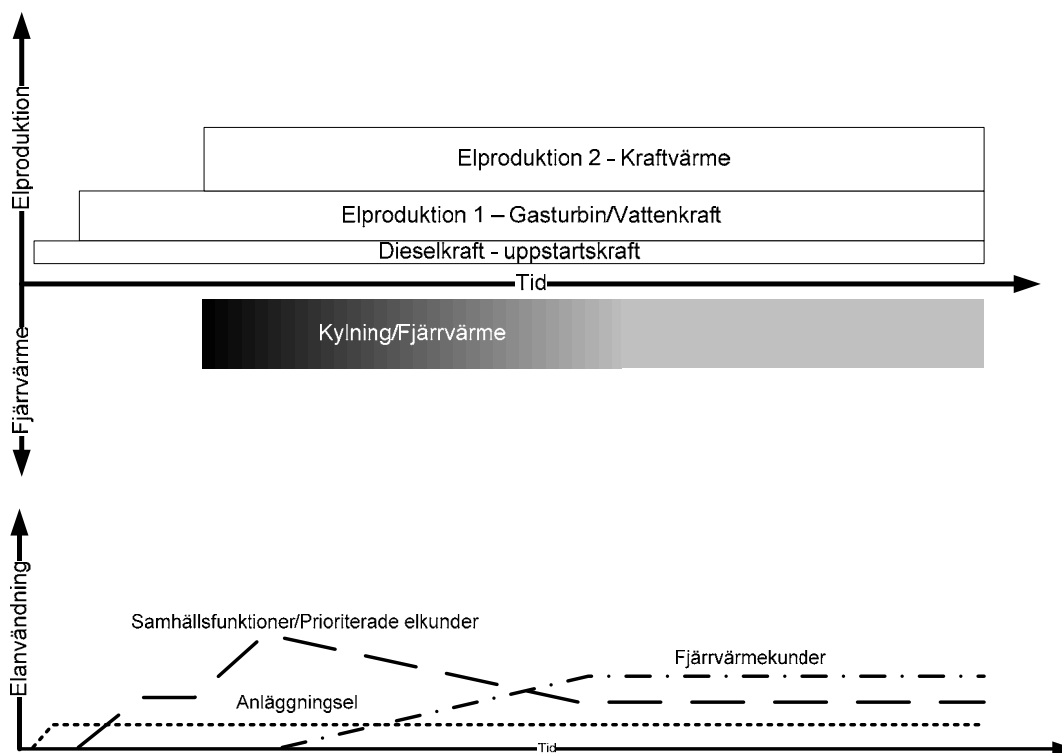 Elproduktion
Elproduktion 2 - Kraftvärme
Elproduktion 1 – Gasturbin/Vattenkraft
Dieselkraft - uppstartskraft
Tid
Fjärrvärme
Kylning/Fjärrvärme
Elanvändning
Samhällsfunktioner/Prioriterade elkunder
Fjärrvärmekunder
Anläggningsel
Tid